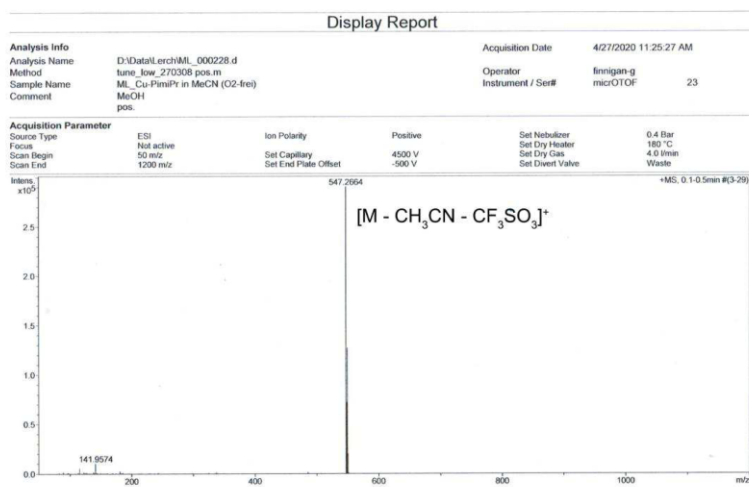 Display Report
Analysis Info
Acquisition Date 4/27/2020 11:25:27 AM
Analysis Name D:\Data\Lerch\ML_000228.d
Method tune_low_270308 pos.m
Operator finnigan-g
Sample Name ML_Cu-PimiPr in MeCN (O2-frei)
Instrument / Ser# micrOTOF 23
Comment MeOH
pos.
Acquisition Parameter
Source Type ESI Ion Polarity Positive Set Nebulizer 0.4 Bar
Focus Not active Set Dry Heater 180 °C
Scan Begin 50 m/z Set Capillary 4500 V Set Dry Gas 4.0 l/min
Scan End 1200 m/z Set End Plate Offset -500 V Set Divert Valve Waste
Intens.
x10⁵
547.2664
+MS, 0.1-0.5min #(3-29)
[M - CH₃CN - CF₃SO₃]⁺
2.5
2.0
1.5
1.0
0.5
141.9574
0.0
200 400 600 800 1000 m/z